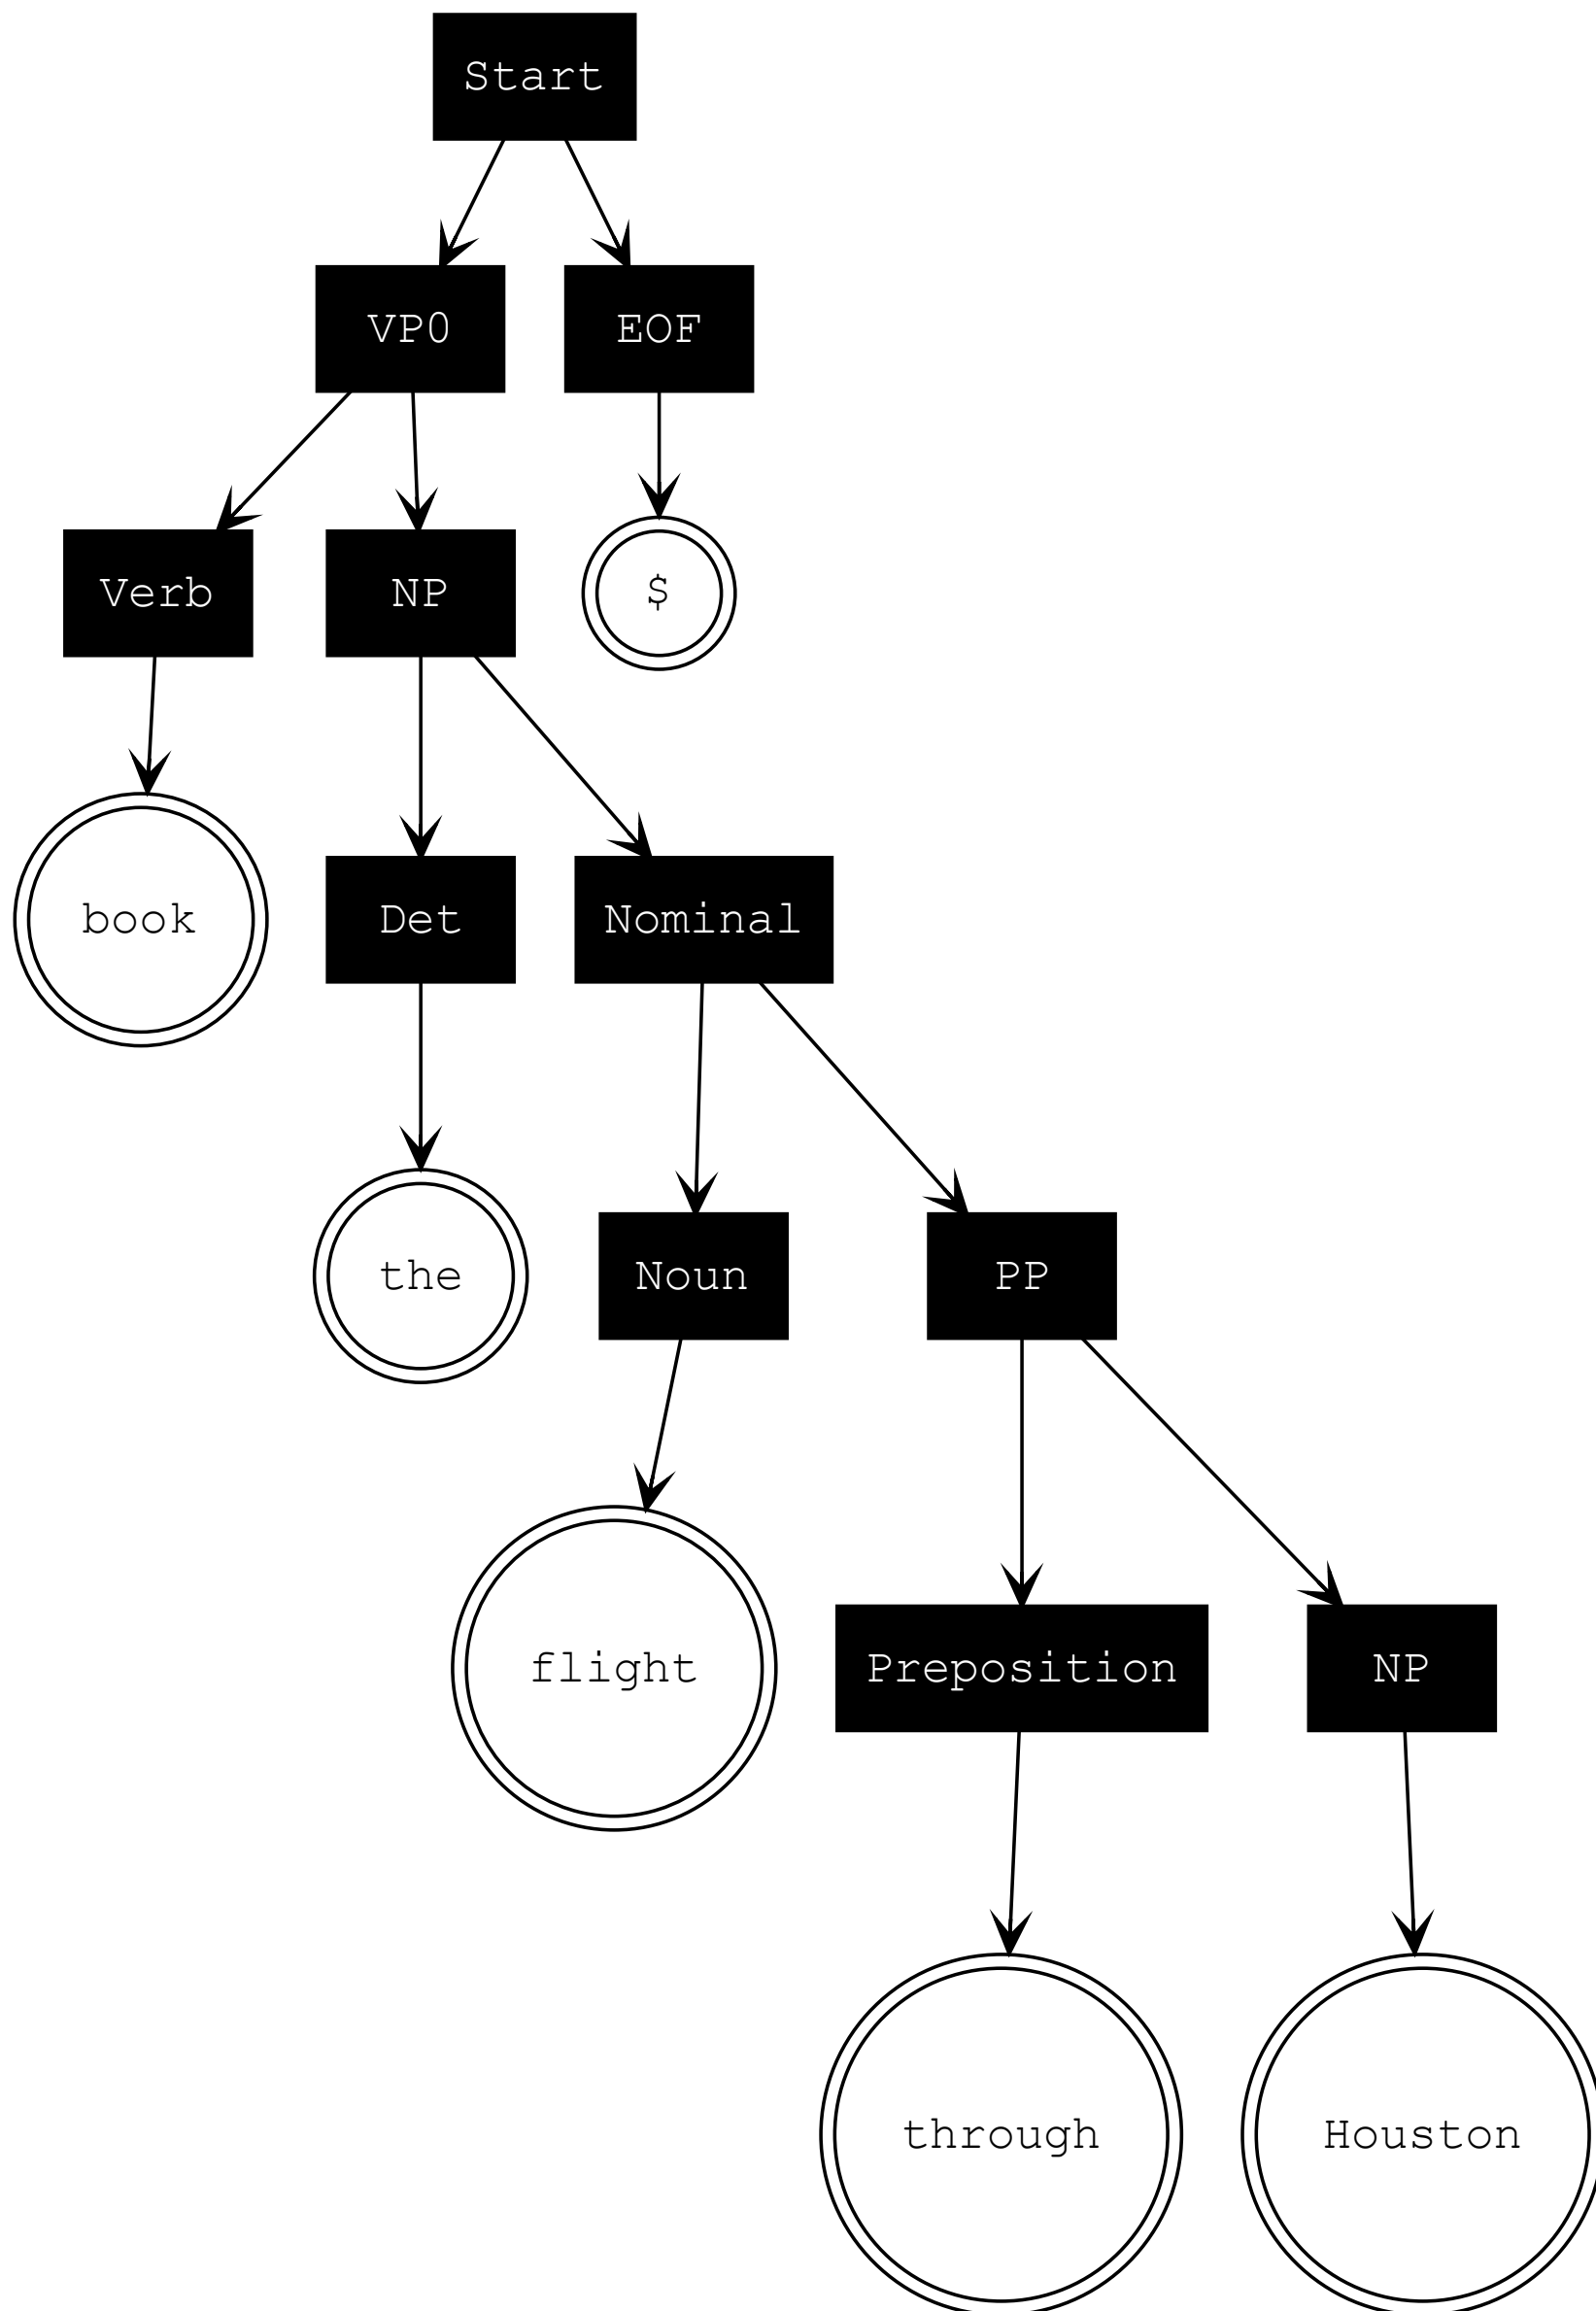 Start
VP0
EOF
Verb
NP
$
book
Det
Nominal
the
Noun
PP
flight
Preposition
NP
through
Houston